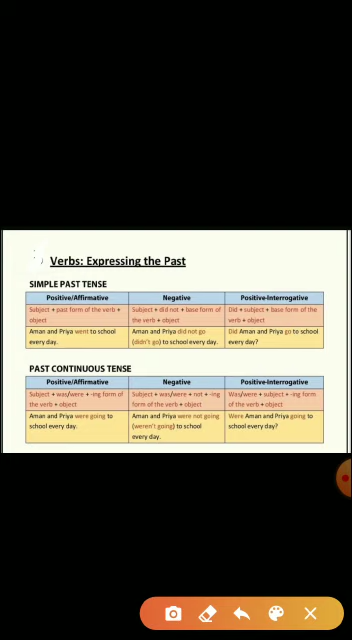 Verbs: Expressing the Past
SIMPLE PAST TENSE
Positive/Affirmative Negative Positive-Interrogative
Subject + past form of the verb + Subject + did not + base form of Did + subject + base form of the
object the verb + object verb + object
Aman and Priya went to school Aman and Priya did not go Did Aman and Priya go to school
every day. (didn't go) to school every day. every day?
PAST CONTINUOUS TENSE
Positive/Affirmative Negative Positive-Interrogative
Subject + was/were + -ing form of Subject + was/were + not + -ing Was/were + subject + -ing form
the verb + object form of the verb + object of the verb + object
Aman and Priya were going to Aman and Priya were not going Were Aman and Priya going to
school every day. (weren't going) to school school every day?
every day.